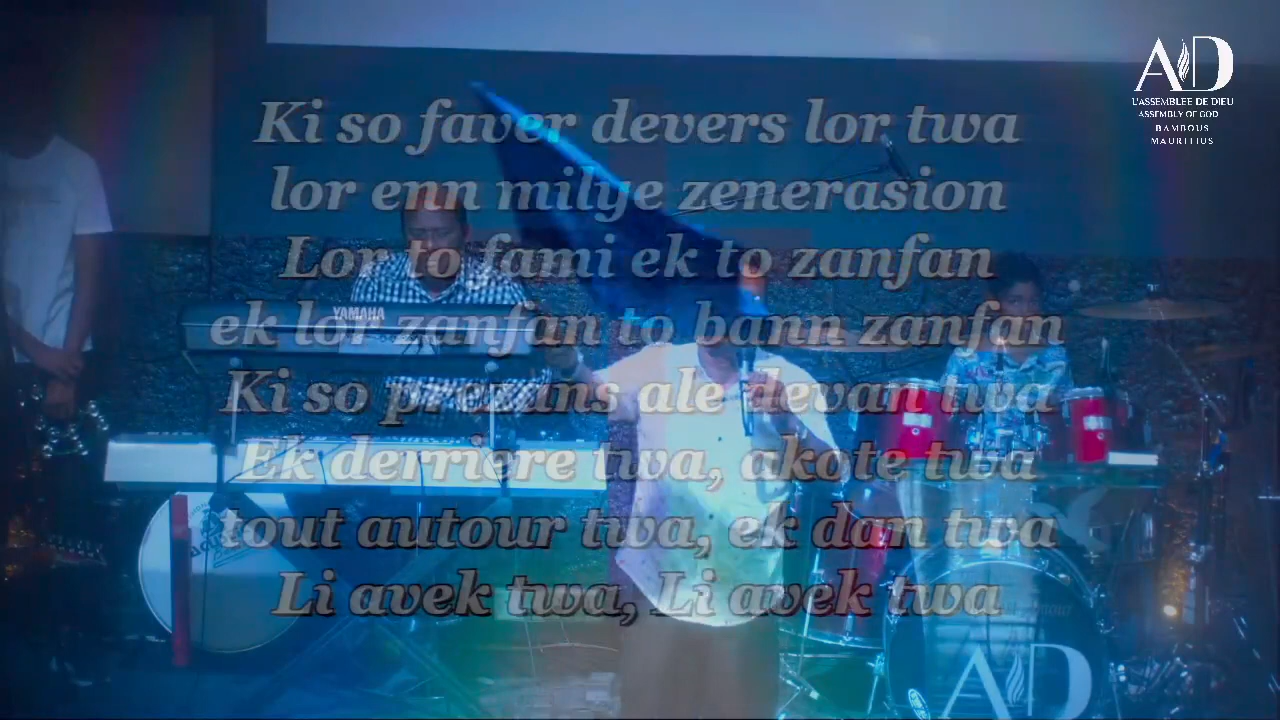 Ki so faver devers lor twa
lor enn milye zenerasion
Lor to fami ek to zanfan
ek lor zanfan to bann zanfan
Ki so prezans ale devan twa
Ek derriere twa, akote twa
tout autour twa, ek dan twa
Li avek twa, Li avek twa
AD
L'ASSEMBLEE DE DIEU
ASSEMBLY OF GOD
BAMBOUS
MAURITIUS
YAMAHA
AD